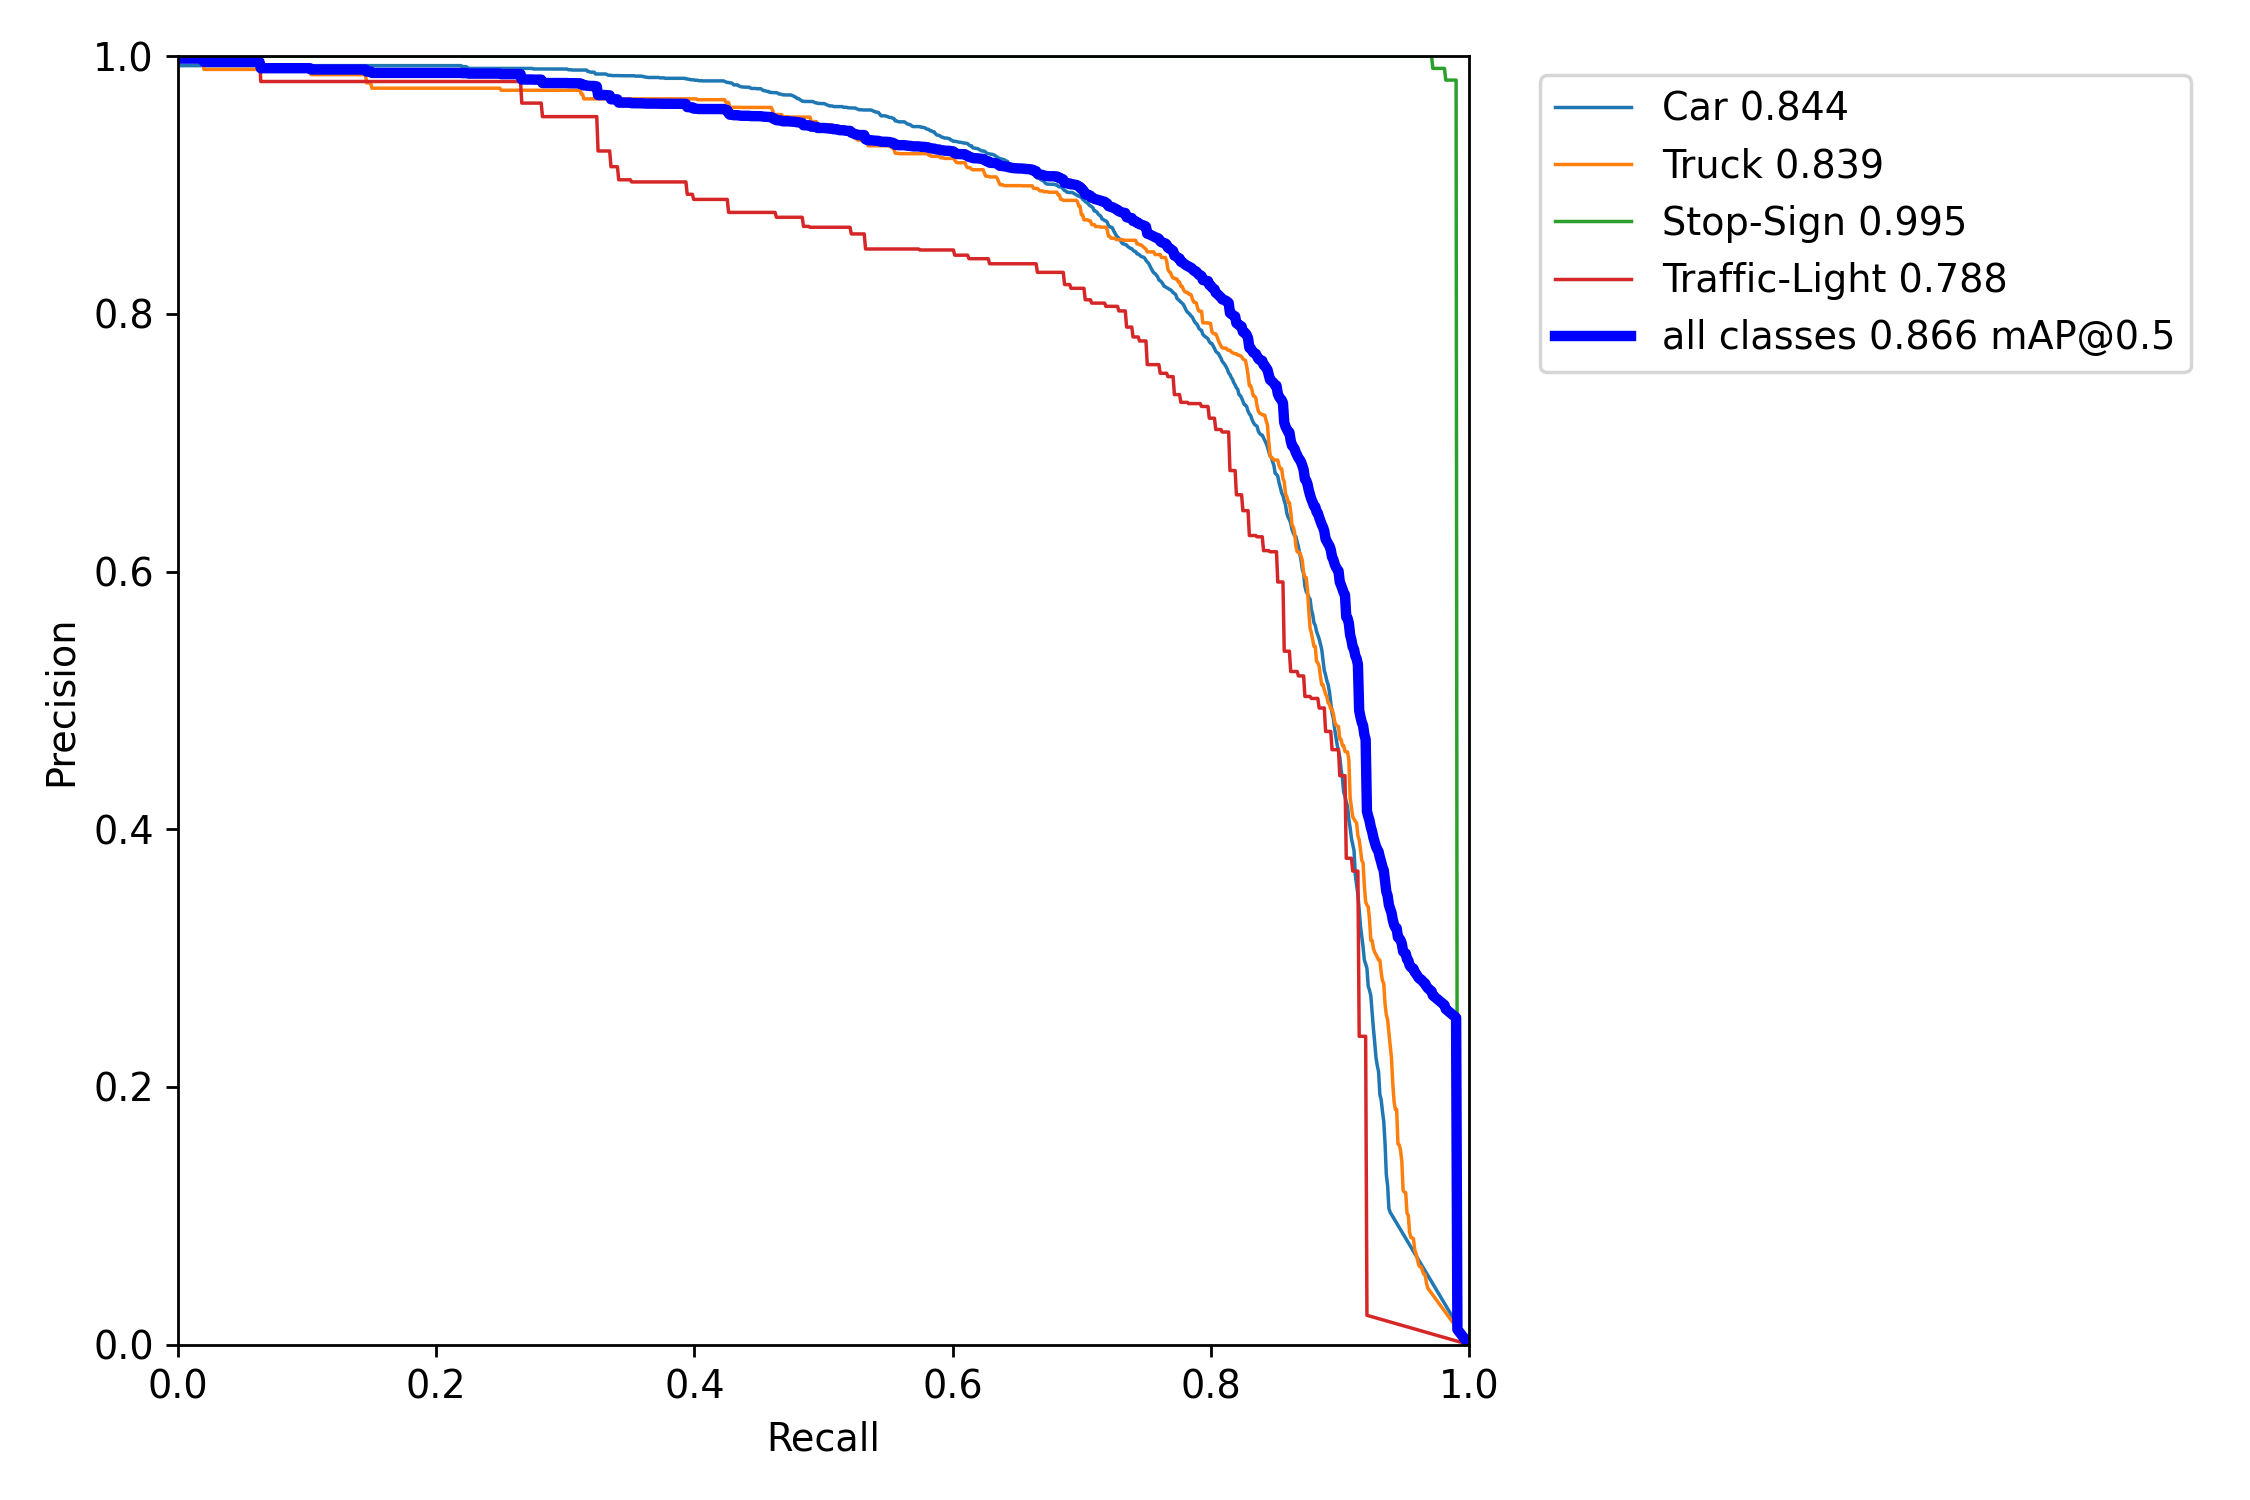 1.0
0.8
0.6
0.4
0.2
0.0
Precision
0.0 0.2 0.4 0.6 0.8 1.0
Recall
Car 0.844
Truck 0.839
Stop-Sign 0.995
Traffic-Light 0.788
all classes 0.866 mAP@0.5